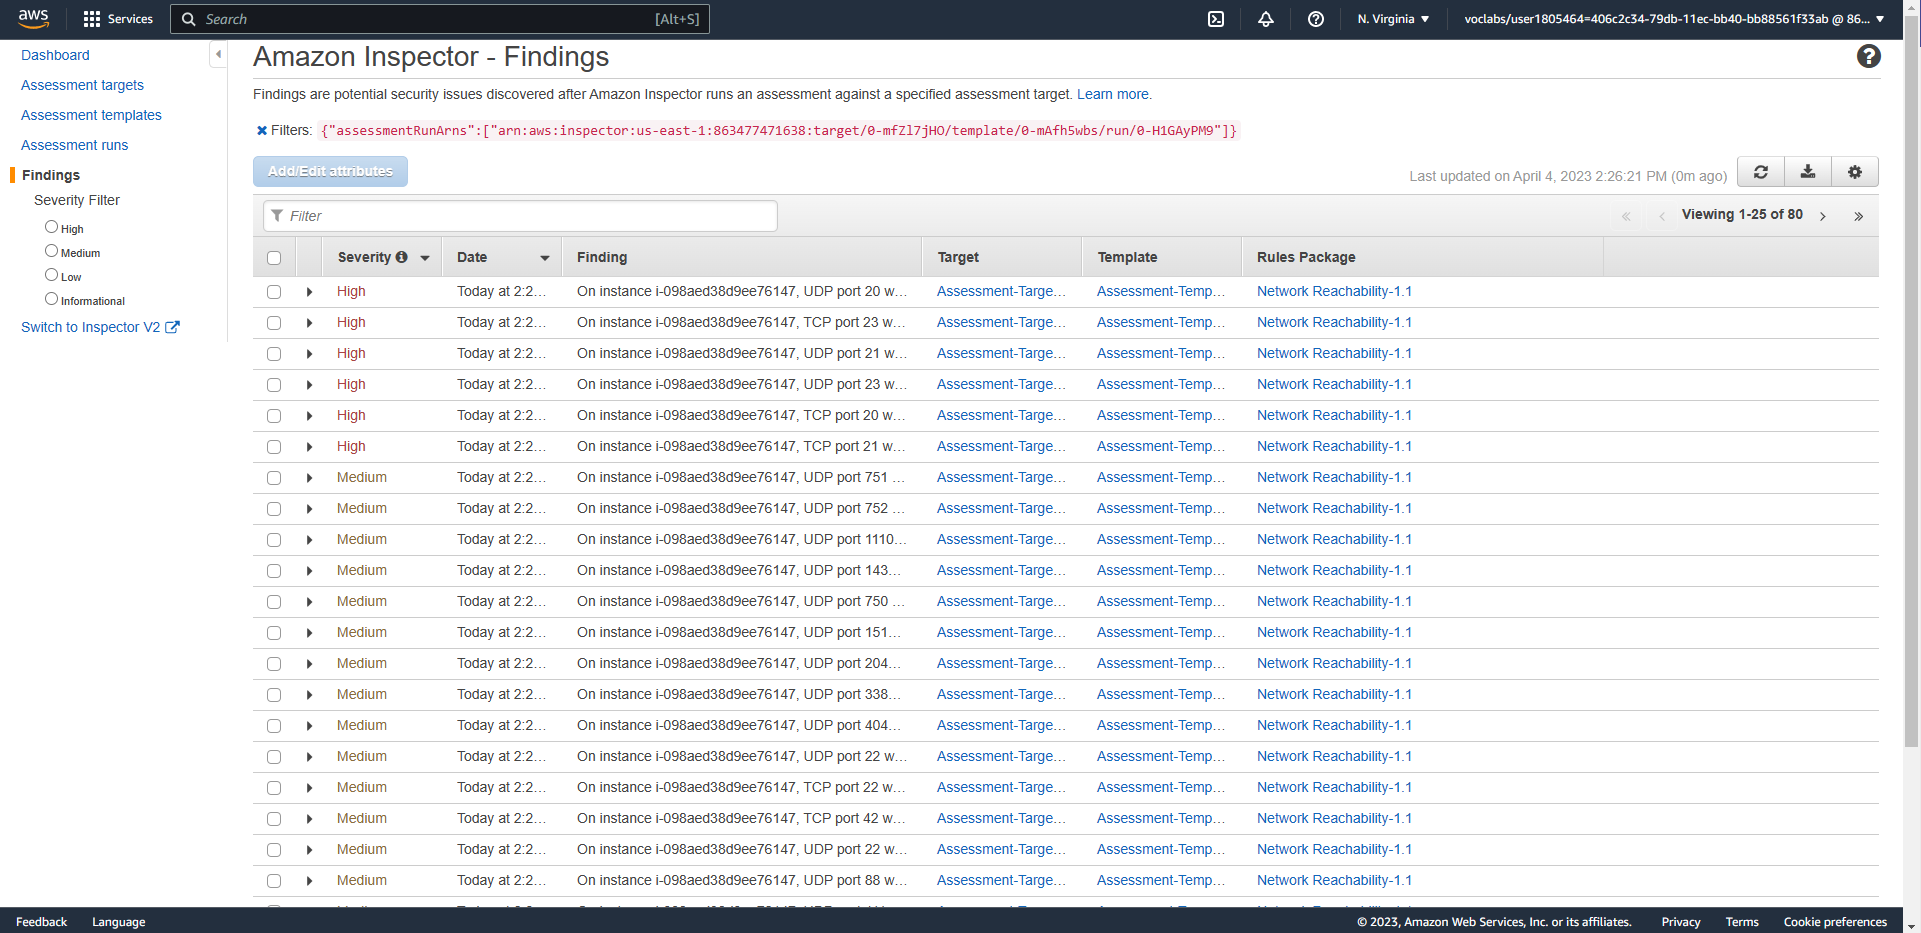 aws
Services
Search [Alt+S]
N. Virginia
voclabs/user1805464=406c2c34-79db-11ec-bb40-bb88561f33ab @ 86...
Dashboard
Assessment targets
Assessment templates
Assessment runs
Findings
Severity Filter
High
Medium
Low
Informational
Switch to Inspector V2
Amazon Inspector - Findings
Findings are potential security issues discovered after Amazon Inspector runs an assessment against a specified assessment target. Learn more.
Filters: {"assessmentRunArns":["arn:aws:inspector:us-east-1:863477471638:target/0-mfZl7jHO/template/0-mAfh5wbs/run/0-H1GAyPM9"]}
Add/Edit attributes
Last updated on April 4, 2023 2:26:21 PM (0m ago)
Filter
Viewing 1-25 of 80
Severity Date Finding Target Template Rules Package
High Today at 2:2... On instance i-098aed38d9ee76147, UDP port 20 w... Assessment-Targe... Assessment-Temp... Network Reachability-1.1
High Today at 2:2... On instance i-098aed38d9ee76147, TCP port 23 w... Assessment-Targe... Assessment-Temp... Network Reachability-1.1
High Today at 2:2... On instance i-098aed38d9ee76147, UDP port 21 w... Assessment-Targe... Assessment-Temp... Network Reachability-1.1
High Today at 2:2... On instance i-098aed38d9ee76147, UDP port 23 w... Assessment-Targe... Assessment-Temp... Network Reachability-1.1
High Today at 2:2... On instance i-098aed38d9ee76147, TCP port 20 w... Assessment-Targe... Assessment-Temp... Network Reachability-1.1
High Today at 2:2... On instance i-098aed38d9ee76147, TCP port 21 w... Assessment-Targe... Assessment-Temp... Network Reachability-1.1
Medium Today at 2:2... On instance i-098aed38d9ee76147, UDP port 751 ... Assessment-Targe... Assessment-Temp... Network Reachability-1.1
Medium Today at 2:2... On instance i-098aed38d9ee76147, UDP port 752 ... Assessment-Targe... Assessment-Temp... Network Reachability-1.1
Medium Today at 2:2... On instance i-098aed38d9ee76147, UDP port 1110... Assessment-Targe... Assessment-Temp... Network Reachability-1.1
Medium Today at 2:2... On instance i-098aed38d9ee76147, UDP port 143... Assessment-Targe... Assessment-Temp... Network Reachability-1.1
Medium Today at 2:2... On instance i-098aed38d9ee76147, UDP port 750 ... Assessment-Targe... Assessment-Temp... Network Reachability-1.1
Medium Today at 2:2... On instance i-098aed38d9ee76147, UDP port 151... Assessment-Targe... Assessment-Temp... Network Reachability-1.1
Medium Today at 2:2... On instance i-098aed38d9ee76147, UDP port 204... Assessment-Targe... Assessment-Temp... Network Reachability-1.1
Medium Today at 2:2... On instance i-098aed38d9ee76147, UDP port 338... Assessment-Targe... Assessment-Temp... Network Reachability-1.1
Medium Today at 2:2... On instance i-098aed38d9ee76147, UDP port 404... Assessment-Targe... Assessment-Temp... Network Reachability-1.1
Medium Today at 2:2... On instance i-098aed38d9ee76147, UDP port 22 w... Assessment-Targe... Assessment-Temp... Network Reachability-1.1
Medium Today at 2:2... On instance i-098aed38d9ee76147, TCP port 22 w... Assessment-Targe... Assessment-Temp... Network Reachability-1.1
Medium Today at 2:2... On instance i-098aed38d9ee76147, TCP port 42 w... Assessment-Targe... Assessment-Temp... Network Reachability-1.1
Medium Today at 2:2... On instance i-098aed38d9ee76147, UDP port 22 w... Assessment-Targe... Assessment-Temp... Network Reachability-1.1
Medium Today at 2:2... On instance i-098aed38d9ee76147, UDP port 88 w... Assessment-Targe... Assessment-Temp... Network Reachability-1.1
Feedback Language © 2023, Amazon Web Services, Inc. or its affiliates. Privacy Terms Cookie preferences